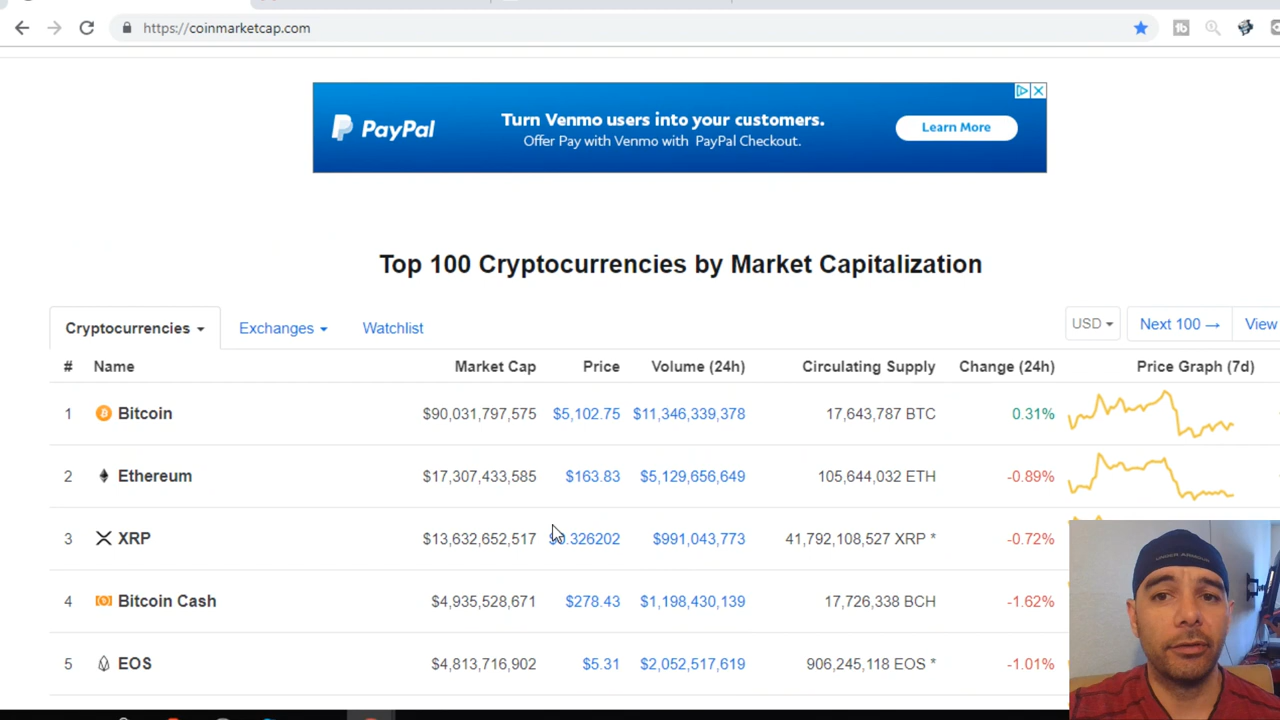 https://coinmarketcap.com
PayPal
Turn Venmo users into your customers.
Offer Pay with Venmo with PayPal Checkout.
Learn More
Top 100 Cryptocurrencies by Market Capitalization
Cryptocurrencies Exchanges Watchlist USD Next 100 → View
# Name Market Cap Price Volume (24h) Circulating Supply Change (24h) Price Graph (7d)
1 Bitcoin $90,031,797,575 $5,102.75 $11,346,339,378 17,643,787 BTC 0.31%
2 Ethereum $17,307,433,585 $163.83 $5,129,656,649 105,644,032 ETH -0.89%
3 XRP $13,632,652,517 .326202 $991,043,773 41,792,108,527 XRP * -0.72%
4 Bitcoin Cash $4,935,528,671 $278.43 $1,198,430,139 17,726,338 BCH -1.62%
5 EOS $4,813,716,902 $5.31 $2,052,517,619 906,245,118 EOS * -1.01%
UNDER ARMOUR